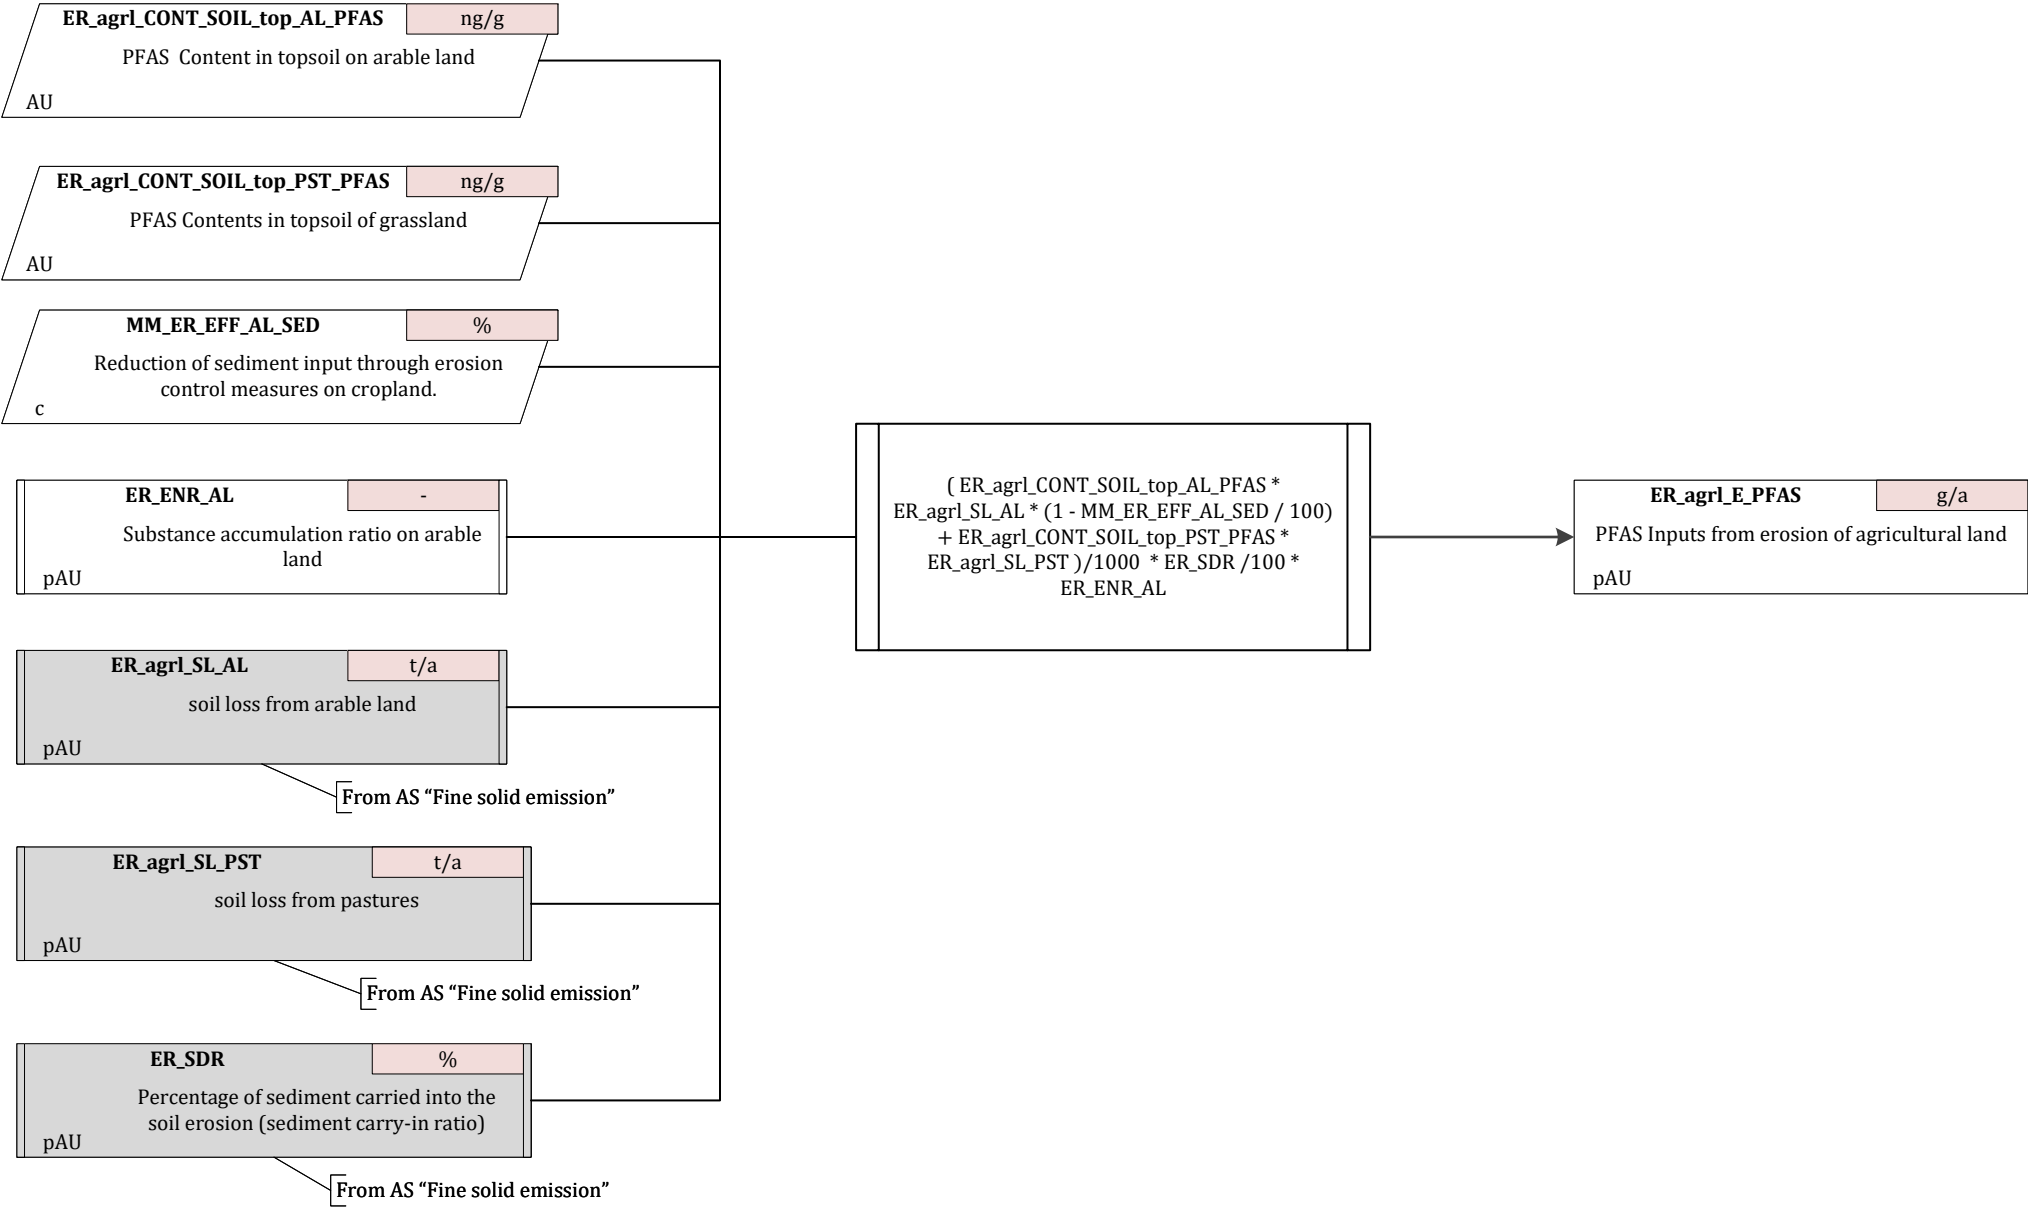 ER_agrl_CONT_SOIL_top_AL_PFAS
ng/g
PFAS  Content in topsoil on arable land
AU
ER_agrl_CONT_SOIL_top_PST_PFAS
ng/g
PFAS Contents in topsoil of grassland
AU
MM_ER_EFF_AL_SED
%
Reduction of sediment input through erosion
control measures on cropland.
c
ER_ENR_AL
-
Substance accumulation ratio on arable
land
pAU
ER_agrl_SL_AL
t/a
soil loss from arable land
pAU
From AS “Fine solid emission”
ER_agrl_SL_PST
t/a
soil loss from pastures
pAU
From AS “Fine solid emission”
ER_SDR
%
Percentage of sediment carried into the
soil erosion (sediment carry-in ratio)
pAU
From AS “Fine solid emission”
( ER_agrl_CONT_SOIL_top_AL_PFAS *
ER_agrl_SL_AL * (1 - MM_ER_EFF_AL_SED / 100)
+ ER_agrl_CONT_SOIL_top_PST_PFAS *
ER_agrl_SL_PST )/1000  * ER_SDR /100 *
ER_ENR_AL
ER_agrl_E_PFAS
g/a
PFAS Inputs from erosion of agricultural land
pAU